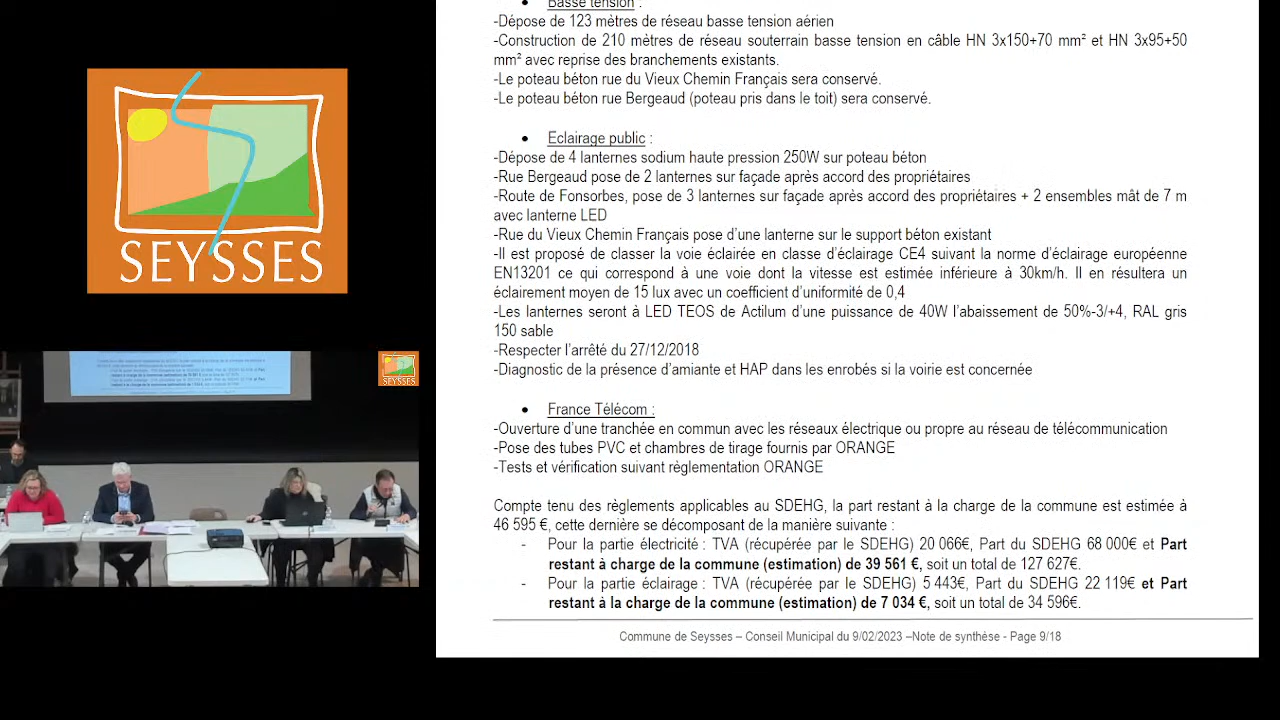 Basse tension :
-Dépose de 123 mètres de réseau basse tension aérien
-Construction de 210 mètres de réseau souterrain basse tension en câble HN 3x150+70 mm² et HN 3x95+50
mm² avec reprise des branchements existants.
-Le poteau béton rue du Vieux Chemin Français sera conservé.
-Le poteau béton rue Bergeaud (poteau pris dans le toit) sera conservé.
• Eclairage public :
-Dépose de 4 lanternes sodium haute pression 250W sur poteau béton
-Rue Bergeaud pose de 2 lanternes sur façade après accord des propriétaires
-Route de Fonsorbes, pose de 3 lanternes sur façade après accord des propriétaires + 2 ensembles mât de 7 m
avec lanterne LED
-Rue du Vieux Chemin Français pose d’une lanterne sur le support béton existant
-Il est proposé de classer la voie éclairée en classe d’éclairage CE4 suivant la norme d’éclairage européenne
EN13201 ce qui correspond à une voie dont la vitesse est estimée inférieure à 30km/h. Il en résultera un
éclairement moyen de 15 lux avec un coefficient d’uniformité de 0,4
-Les lanternes seront à LED TEOS de Actilum d’une puissance de 40W l’abaissement de 50%-3/+4, RAL gris
150 sable
-Respecter l’arrêté du 27/12/2018
-Diagnostic de la présence d’amiante et HAP dans les enrobés si la voirie est concernée
• France Télécom :
-Ouverture d’une tranchée en commun avec les réseaux électrique ou propre au réseau de télécommunication
-Pose des tubes PVC et chambres de tirage fournis par ORANGE
-Tests et vérification suivant règlementation ORANGE
Compte tenu des règlements applicables au SDEHG, la part restant à la charge de la commune est estimée à
46 595 €, cette dernière se décomposant de la manière suivante :
- Pour la partie électricité : TVA (récupérée par le SDEHG) 20 066€, Part du SDEHG 68 000€ et Part
restant à charge de la commune (estimation) de 39 561 €, soit un total de 127 627€.
- Pour la partie éclairage : TVA (récupérée par le SDEHG) 5 443€, Part du SDEHG 22 119€ et Part
restant à la charge de la commune (estimation) de 7 034 €, soit un total de 34 596€.
Commune de Seysses – Conseil Municipal du 9/02/2023 –Note de synthèse - Page 9/18
SEYSSES
SEYSSES